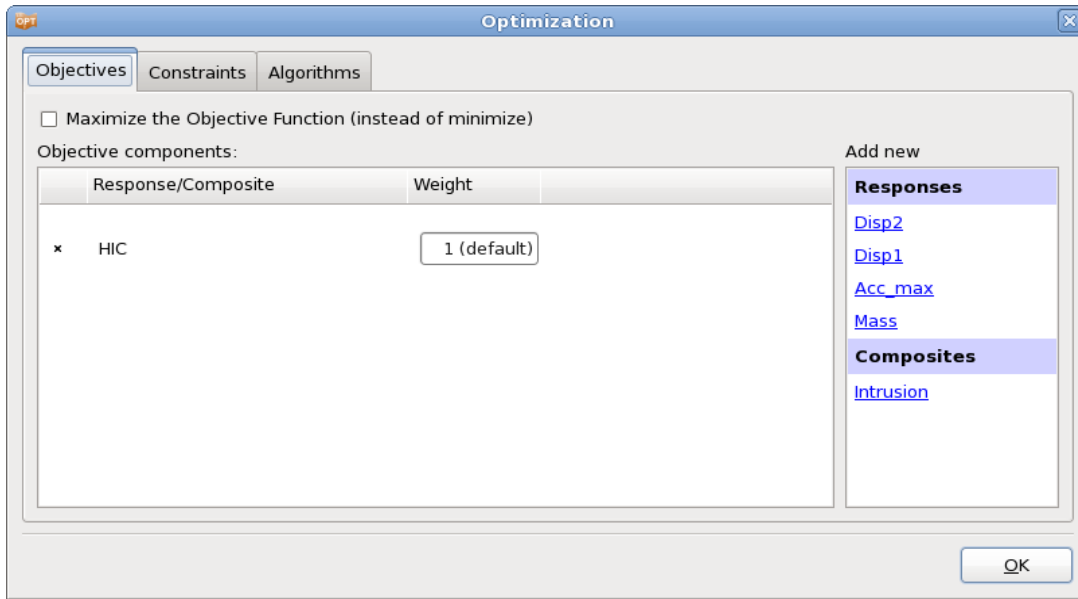 OPT Optimization
Objectives Constraints Algorithms
Maximize the Objective Function (instead of minimize)
Objective components: Add new
Response/Composite Weight
HIC 1 (default)
Responses
Disp2
Disp1
Acc_max
Mass
Composites
Intrusion
OK